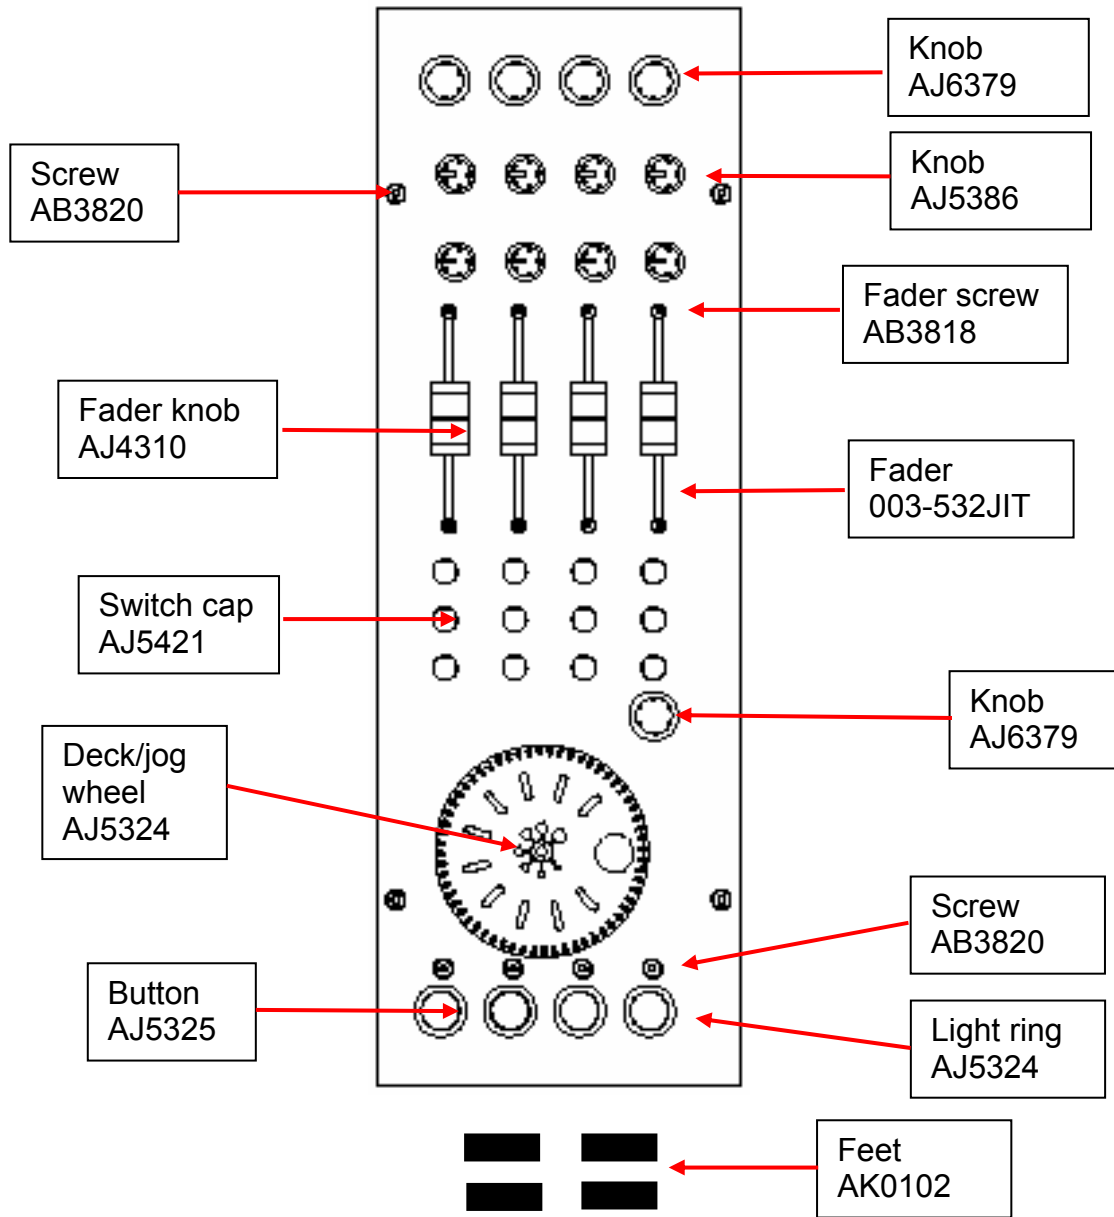 Knob
AJ6379
Screw
AB3820
Knob
AJ5386
Fader screw
AB3818
Fader knob
AJ4310
Fader
003-532JIT
Switch cap
AJ5421
Knob
AJ6379
Deck/jog
wheel
AJ5324
Screw
AB3820
Button
AJ5325
Light ring
AJ5324
Feet
AK0102